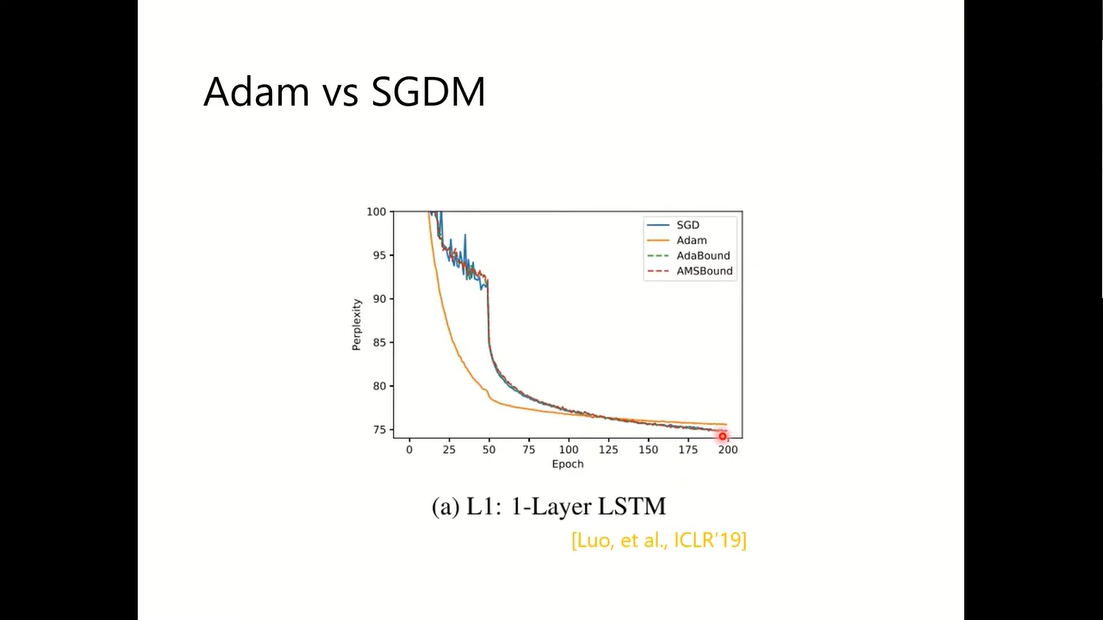 Adam vs SGDM
100
95
90
85
80
75
Perplexity
SGD
Adam
AdaBound
AMSBound
0 25 50 75 100 125 150 175 200
Epoch
(a) L1: 1-Layer LSTM
[Luo, et al., ICLR'19]